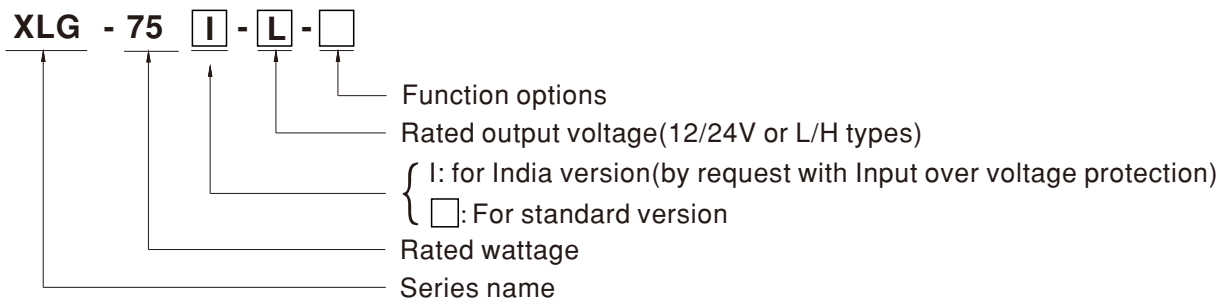 XLG - 75 I - L -
Function options
Rated output voltage(12/24V or L/H types)
I: for India version(by request with Input over voltage protection)
: For standard version
Rated wattage
Series name